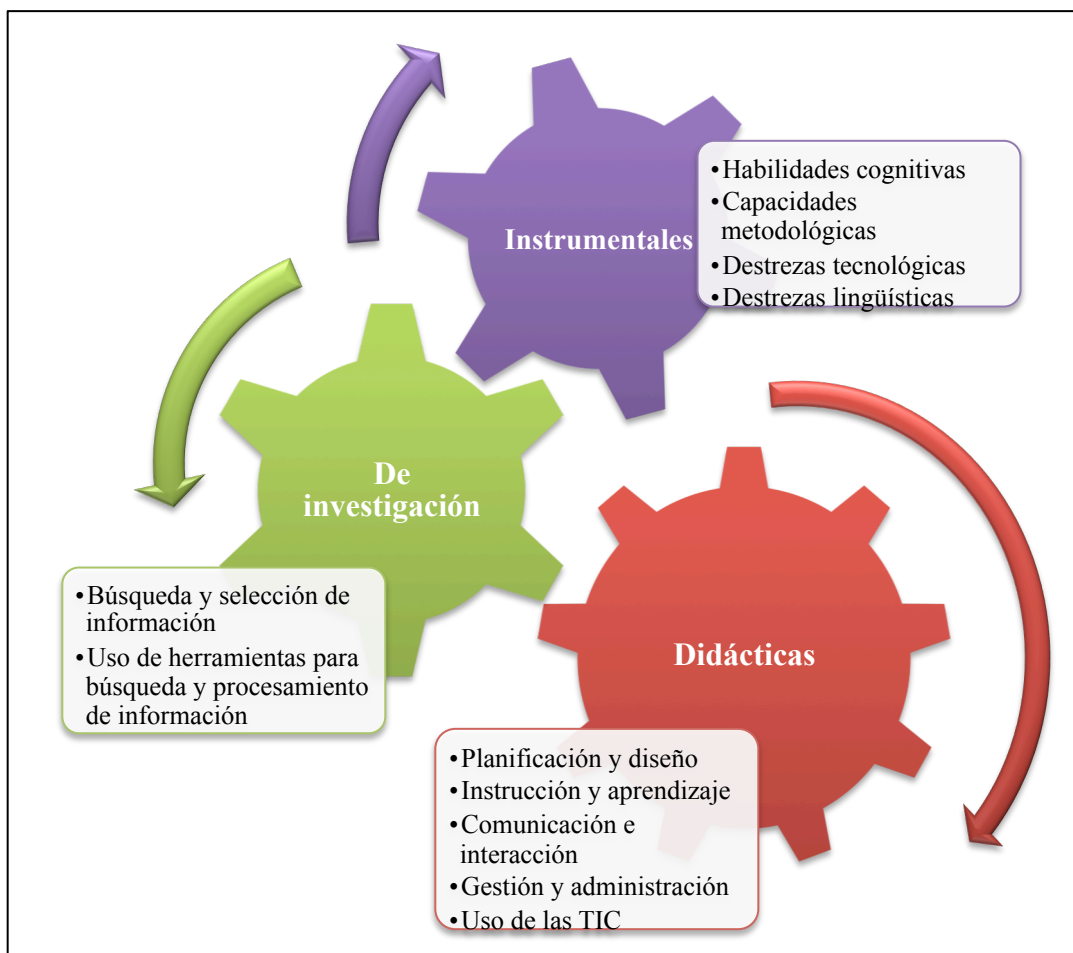 Instrumentales
•Habilidades cognitivas
•Capacidades
metodológicas
•Destrezas tecnológicas
•Destrezas lingüísticas
De
investigación
•Búsqueda y selección de
información
•Uso de herramientas para
búsqueda y procesamiento
de información
Didácticas
•Planificación y diseño
•Instrucción y aprendizaje
•Comunicación e
interacción
•Gestión y administración
•Uso de las TIC